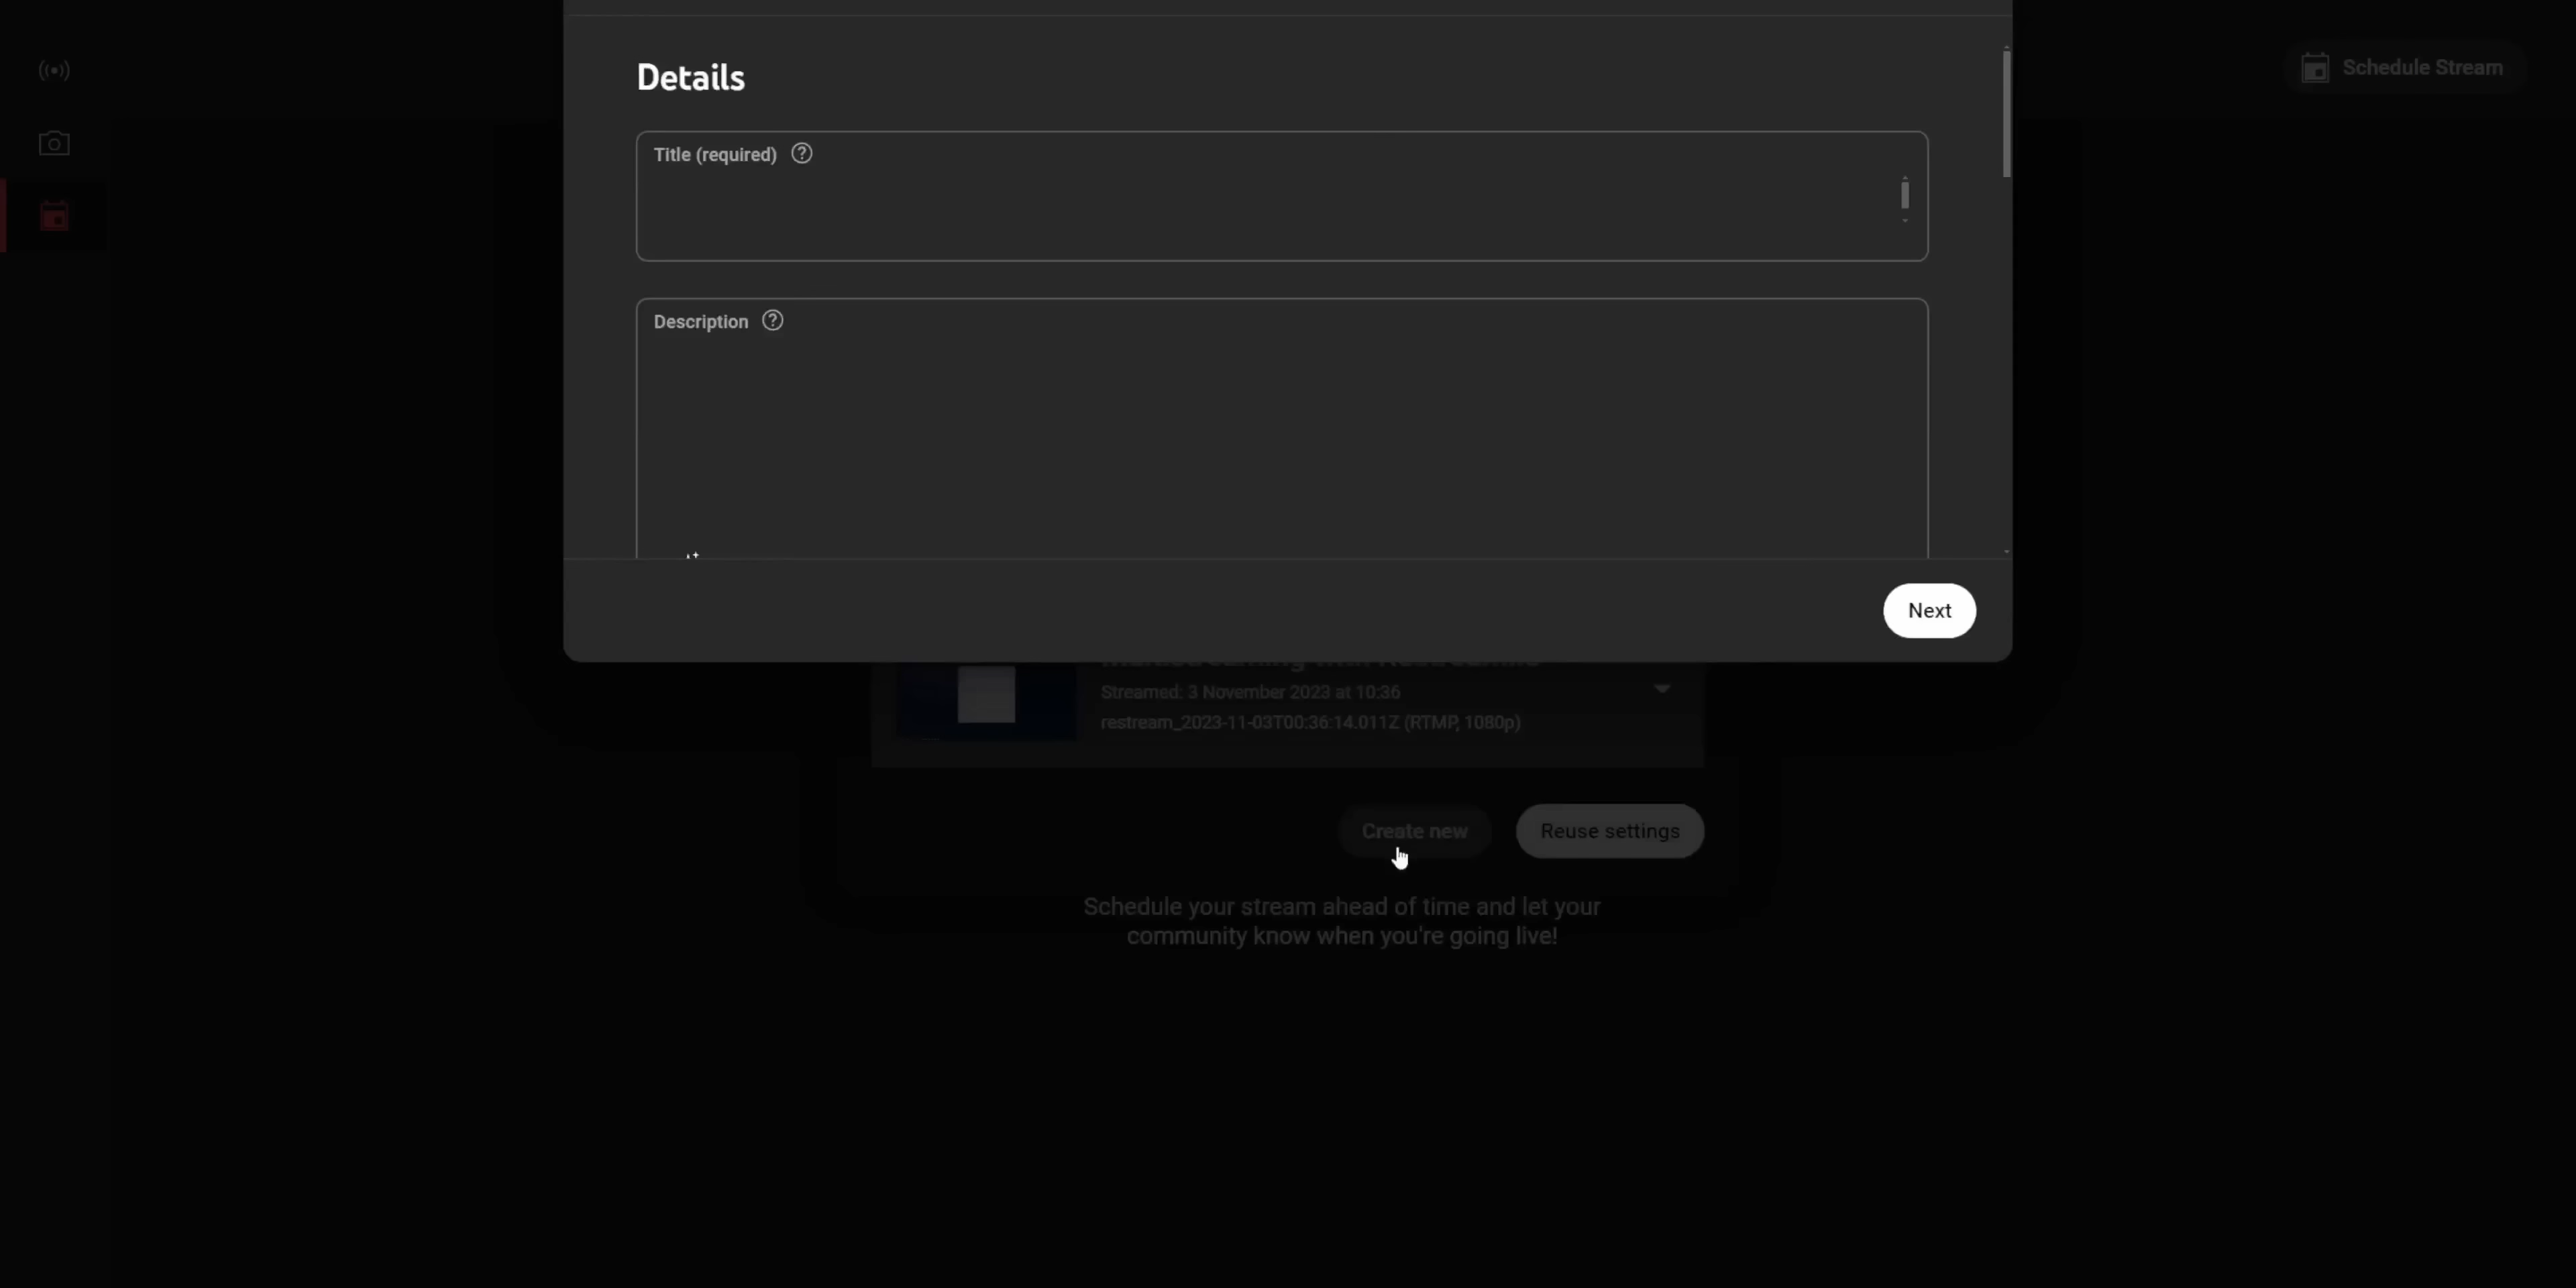 Schedule Stream
Details
Title (required)
Description
Next
Streamed: 3 November 2023 at 10:36
restream_2023-11-03T00:36:14.011Z (RTMP, 1080p)
Create new
Reuse settings
Schedule your stream ahead of time and let your
community know when you're going live!